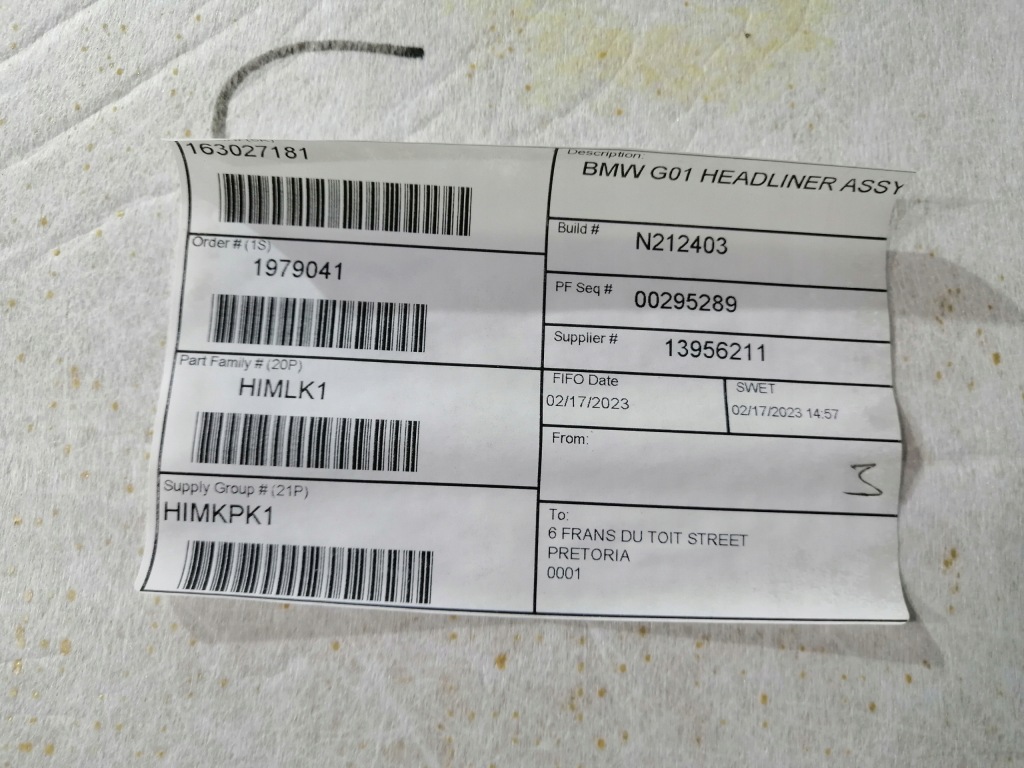 163027181
Order # (1S)
1979041
Part Family # (20P)
HIMLK1
Supply Group # (21P)
HIMKPK1
Description
BMW G01 HEADLINER ASSY
Build # N212403
PF Seq # 00295289
Supplier # 13956211
FIFO Date
02/17/2023
SWET
02/17/2023 14:57
From:
To:
6 FRANS DU TOIT STREET
PRETORIA
0001